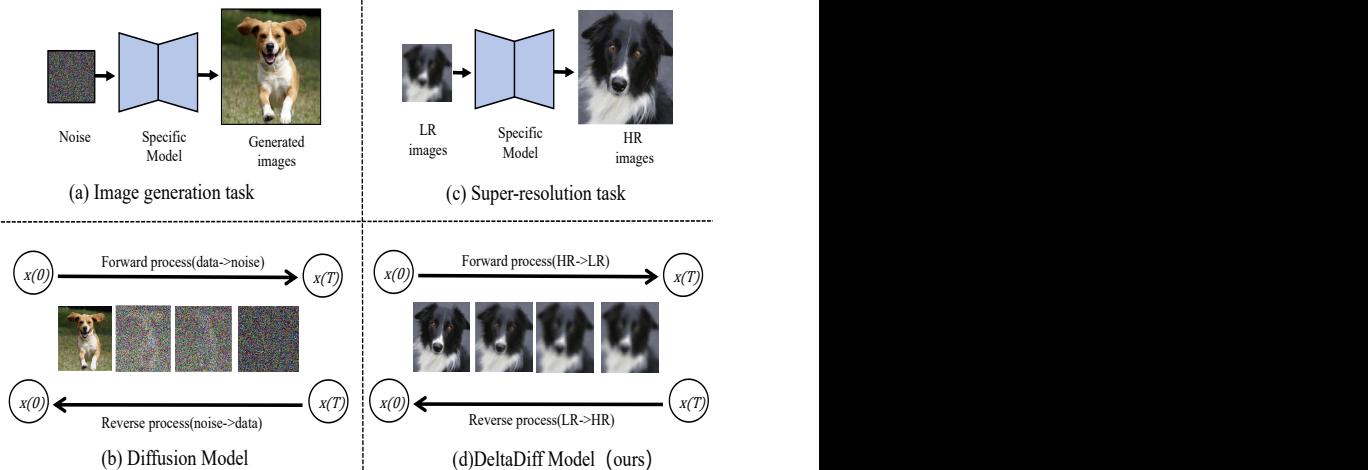 Noise
Specific
Model
Generated
images
(a) Image generation task
LR
images
Specific
Model
HR
images
(c) Super-resolution task
x(0)
Forward process(data->noise)
x(T)
x(0)
Reverse process(noise->data)
x(T)
(b) Diffusion Model
x(0)
Forward process(HR->LR)
x(T)
x(0)
Reverse process(LR->HR)
x(T)
(d)DeltaDiff Model（ours）